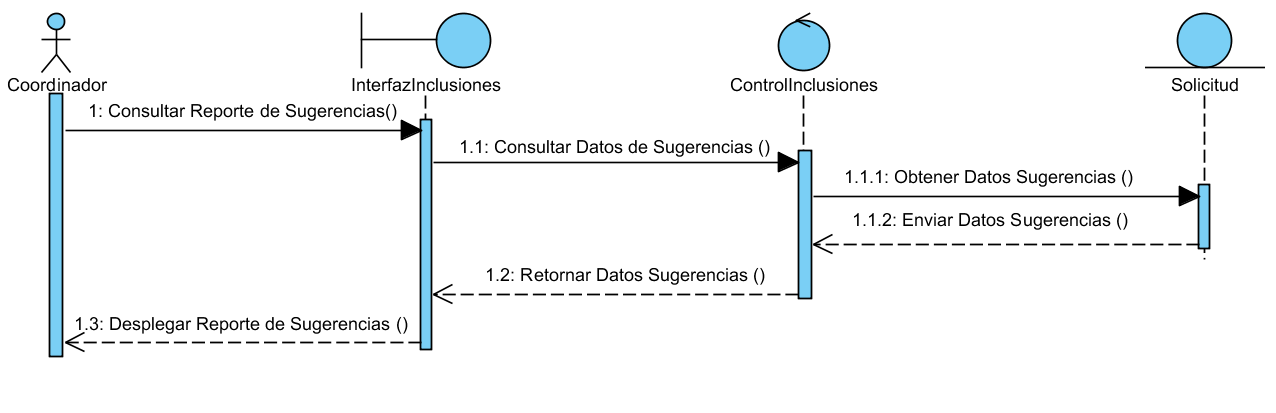 Coordinador
InterfazInclusiones
ControlInclusiones
Solicitud
1: Consultar Reporte de Sugerencias()
1.1: Consultar Datos de Sugerencias ()
1.1.1: Obtener Datos Sugerencias ()
1.1.2: Enviar Datos Sugerencias ()
1.2: Retornar Datos Sugerencias ()
1.3: Desplegar Reporte de Sugerencias ()